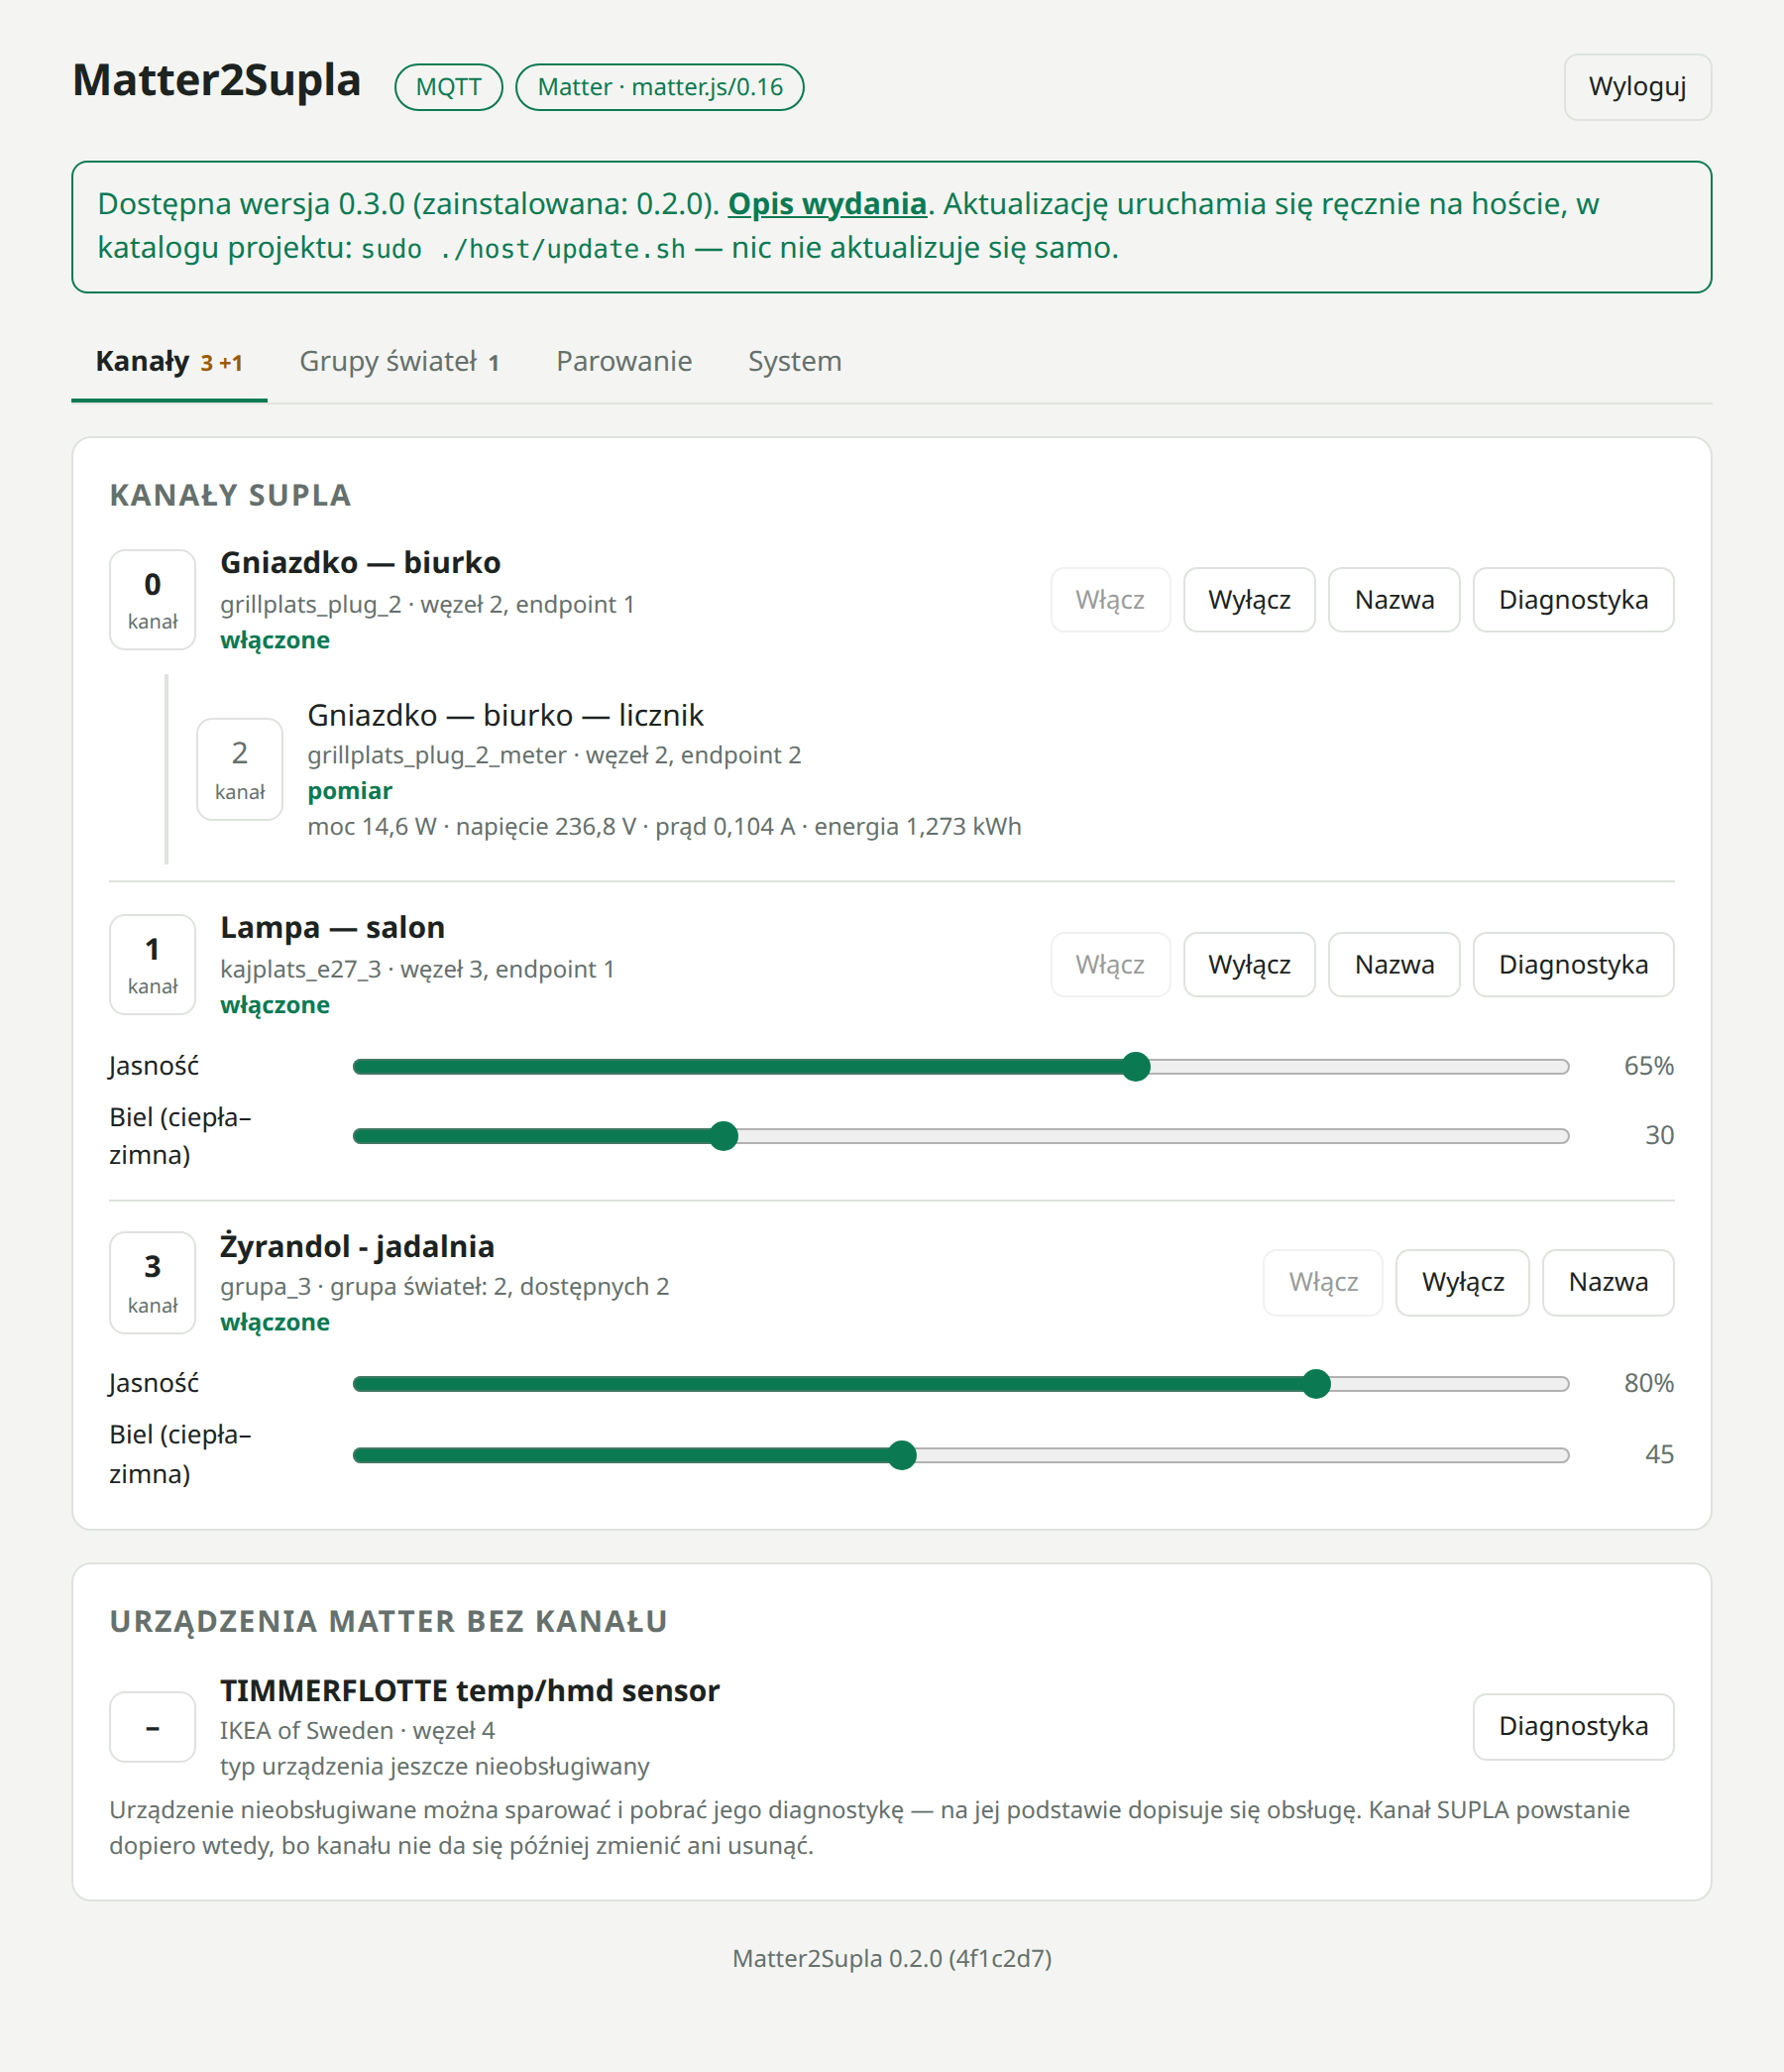 Matter2Supla MQTT Matter · matter.js/0.16 Wyloguj
Dostępna wersja 0.3.0 (zainstalowana: 0.2.0). Opis wydania. Aktualizację uruchamia się ręcznie na hoście, w
katalogu projektu: sudo ./host/update.sh — nic nie aktualizuje się samo.
Kanały 3 +1 Grupy świateł 1 Parowanie System
KANAŁY SUPLA
0 kanał
Gniazdko — biurko
grillplats_plug_2 · węzeł 2, endpoint 1
włączone
Włącz Wyłącz Nazwa Diagnostyka
2 kanał
Gniazdko — biurko — licznik
grillplats_plug_2_meter · węzeł 2, endpoint 2
pomiar
moc 14,6 W · napięcie 236,8 V · prąd 0,104 A · energia 1,273 kWh
1 kanał
Lampa — salon
kajplats_e27_3 · węzeł 3, endpoint 1
włączone
Włącz Wyłącz Nazwa Diagnostyka
Jasność 65%
Biel (ciepła–
zimna) 30
3 kanał
Żyrandol - jadalnia
grupa_3 · grupa świateł: 2, dostępnych 2
włączone
Włącz Wyłącz Nazwa
Jasność 80%
Biel (ciepła–
zimna) 45
URZĄDZENIA MATTER BEZ KANAŁU
–
TIMMERFLOTTE temp/hmd sensor
IKEA of Sweden · węzeł 4
typ urządzenia jeszcze nieobsługiwany
Diagnostyka
Urządzenie nieobsługiwane można sparować i pobrać jego diagnostykę — na jej podstawie dopisuje się obsługę. Kanał SUPLA powstanie
dopiero wtedy, bo kanału nie da się później zmienić ani usunąć.
Matter2Supla 0.2.0 (4f1c2d7)